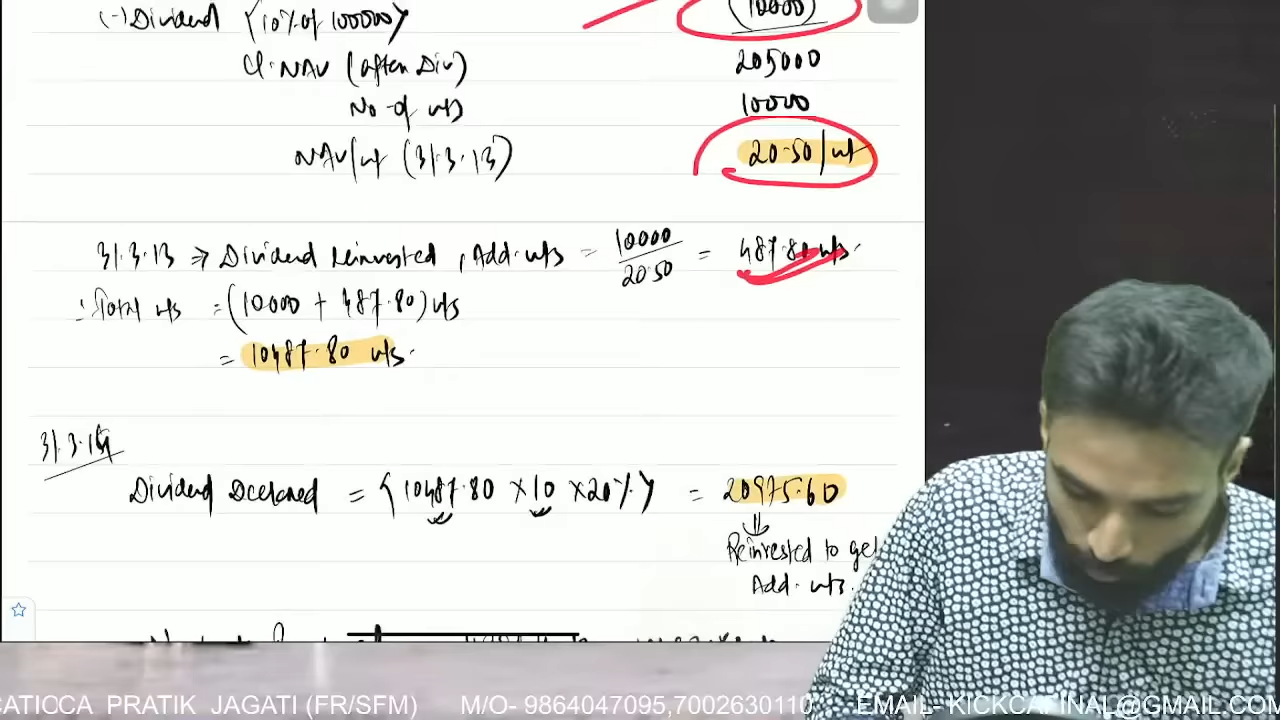 (-) Dividend {10% of 100000} (10000)
Cl. NAV (after Div) 205000
No of uts 10000
NAV/ut (31.3.13) 20.50/ut
31.3.13 ⇒ Dividend Reinvested, Add. uts = 10000/20.50 = 487.80 uts.
∴ Total uts = (10000 + 487.80) uts
= 10487.80 uts.
31.3.15
Dividend Declared = {10487.80 × 10 × 20%} = 20975.60
Reinvested to get
Add. uts.
CATIOCA PRATIK JAGATI (FR/SFM) M/O- 9864047095,7002630110 EMAIL- KICKCAFINAL@GMAIL.COM